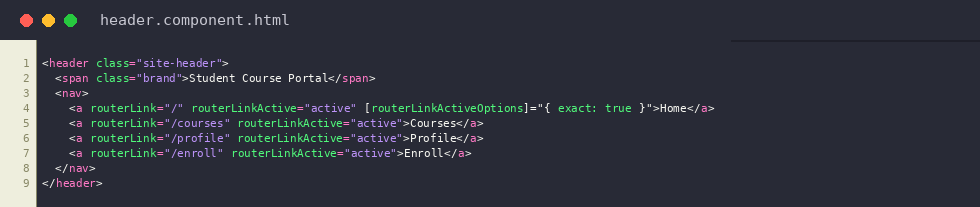 header.component.html
1 <header class="site-header">
2   <span class="brand">Student Course Portal</span>
3   <nav>
4     <a routerLink="/" routerLinkActive="active" [routerLinkActiveOptions]="{ exact: true }">Home</a>
5     <a routerLink="/courses" routerLinkActive="active">Courses</a>
6     <a routerLink="/profile" routerLinkActive="active">Profile</a>
7     <a routerLink="/enroll" routerLinkActive="active">Enroll</a>
8   </nav>
9 </header>